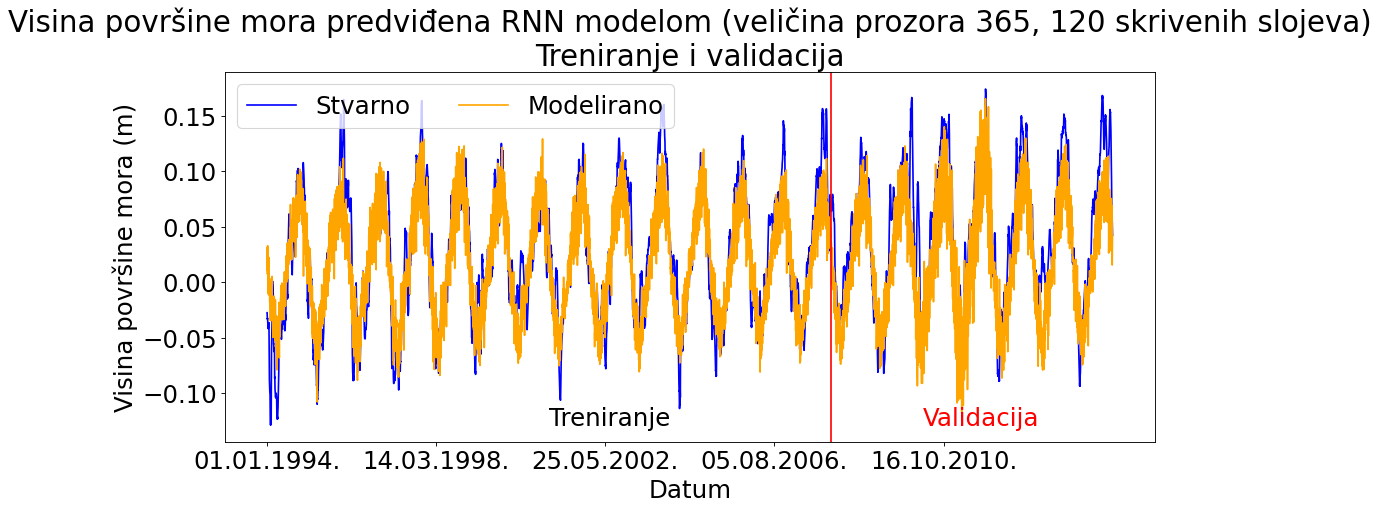 Visina površine mora predviđena RNN modelom (veličina prozora 365, 120 skrivenih slojeva)
Treniranje i validacija
Stvarno Modelirano
Visina površine mora (m)
0.15
0.10
0.05
0.00
−0.05
−0.10
Treniranje Validacija
01.01.1994. 14.03.1998. 25.05.2002. 05.08.2006. 16.10.2010.
Datum